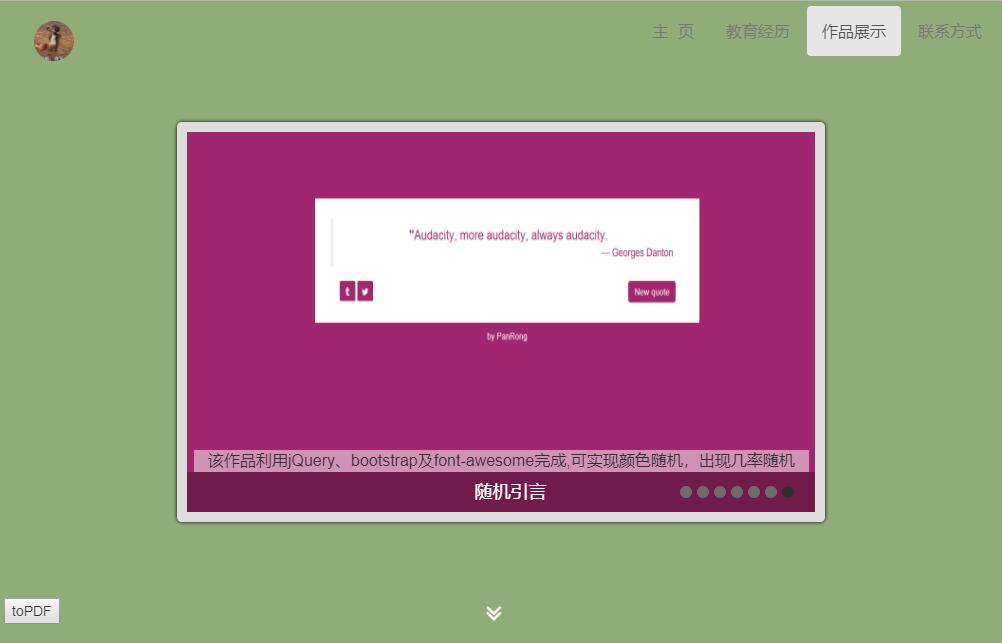 主 页 教育经历 作品展示 联系方式
"Audacity, more audacity, always audacity.
— Georges Danton
t
New quote
by PanRong
该作品利用jQuery、bootstrap及font-awesome完成,可实现颜色随机，出现几率随机
随机引言
toPDF